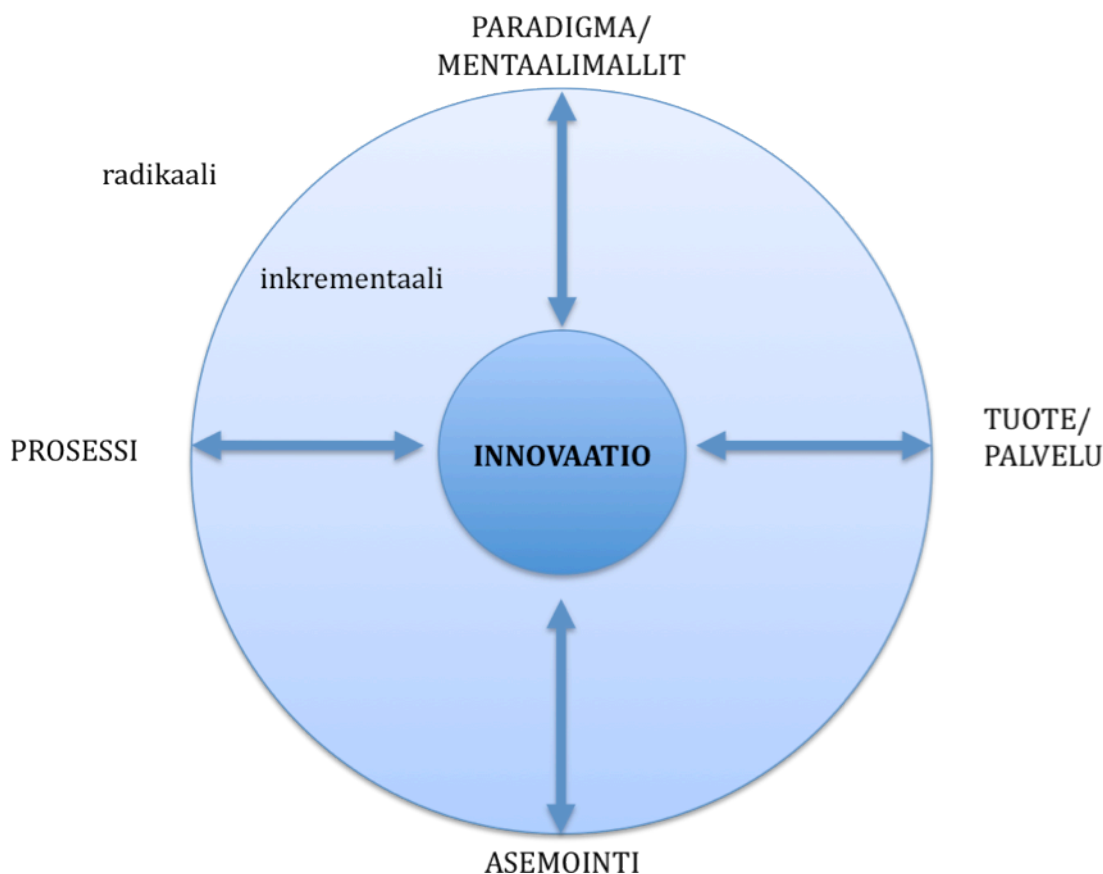 PARADIGMA/
MENTAALIMALLIT
radikaali
inkrementaali
PROSESSI
INNOVAATIO
TUOTE/
PALVELU
ASEMOINTI